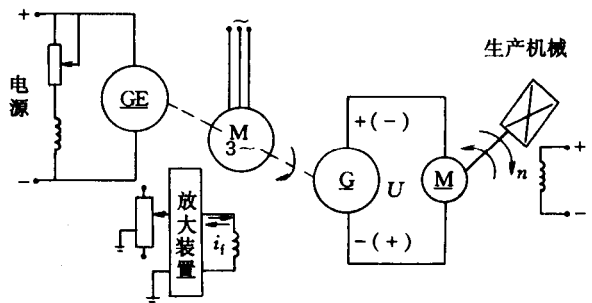 +
~
生产机械
电源
GE
M
3~
+(-)
+
G
U
M
n
放大装置
i_f
-
-(+)
-